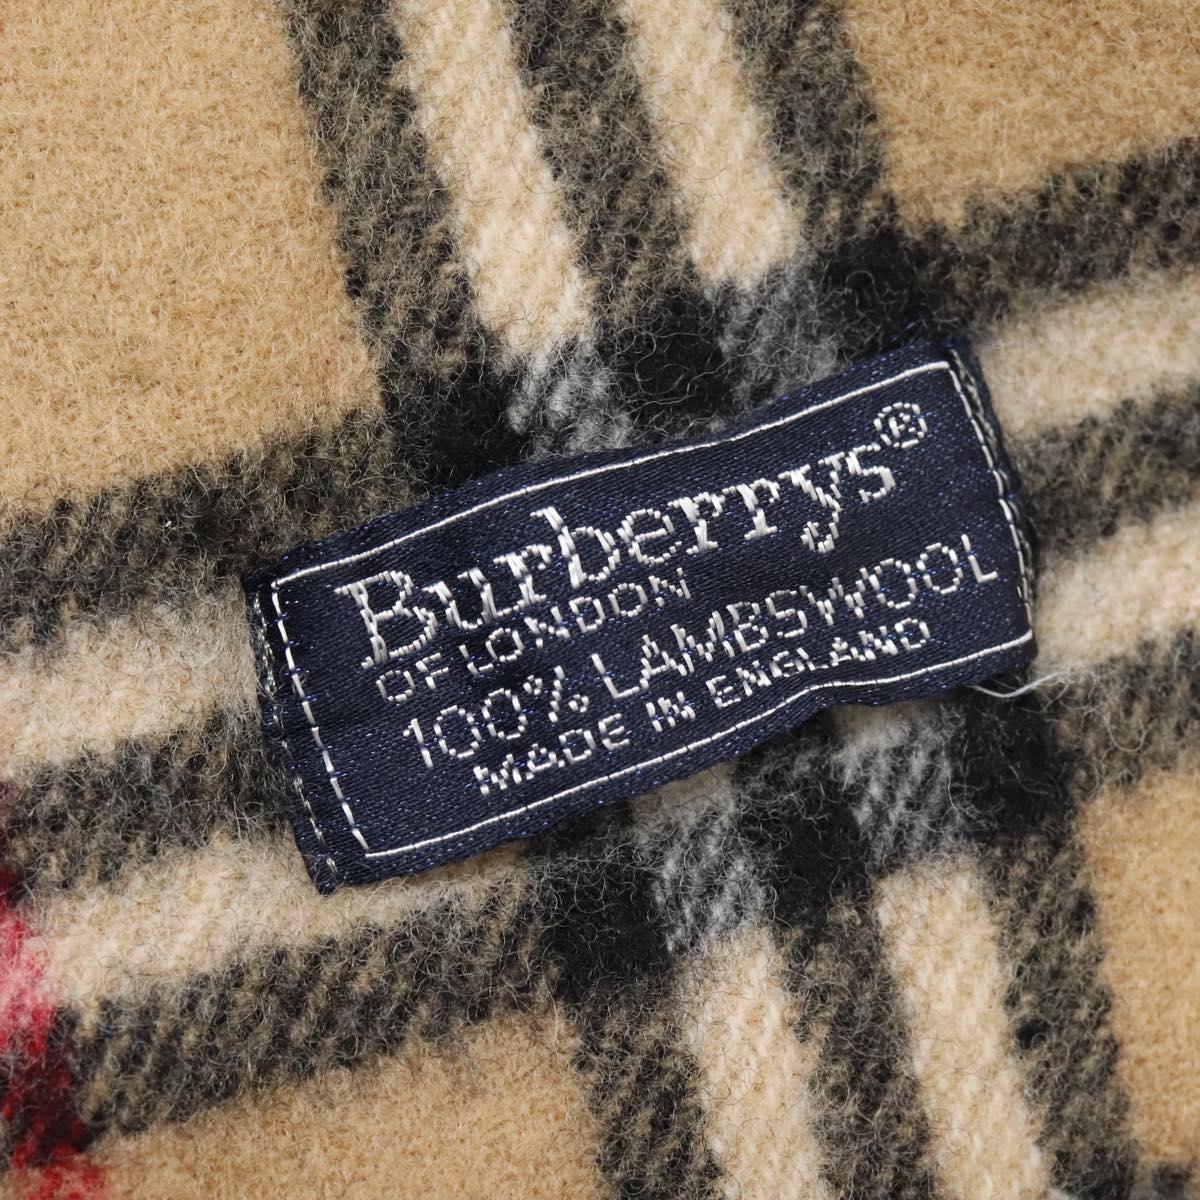 Burberrys®
OF LONDON
100% LAMBSWOOL
MADE IN ENGLAND